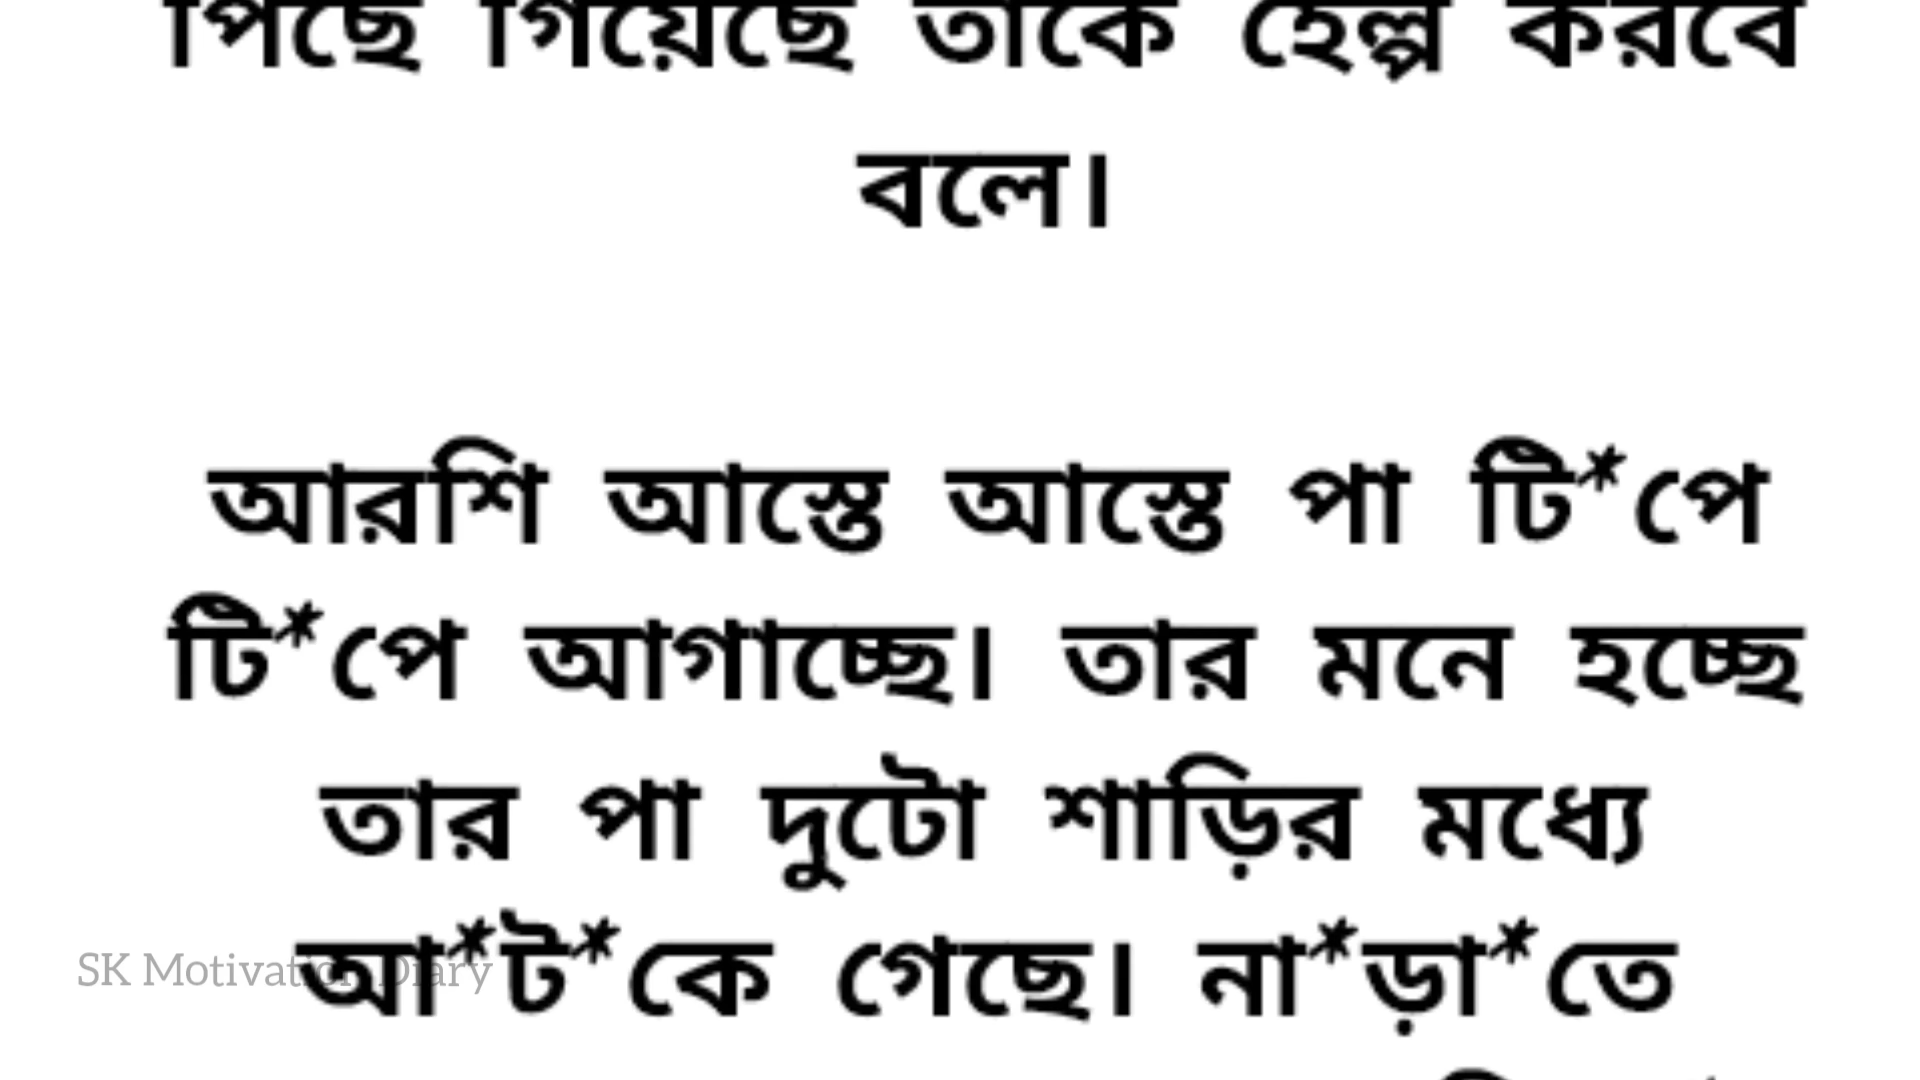 পিছে গিয়েছে তাকে হেল্প করবে
বলে।
আরশি আস্তে আস্তে পা টি*পে
টি*পে আগাচ্ছে। তার মনে হচ্ছে
তার পা দুটো শাড়ির মধ্যে
আ*ট*কে গেছে। না*ড়া*তে
SK Motivation Diary